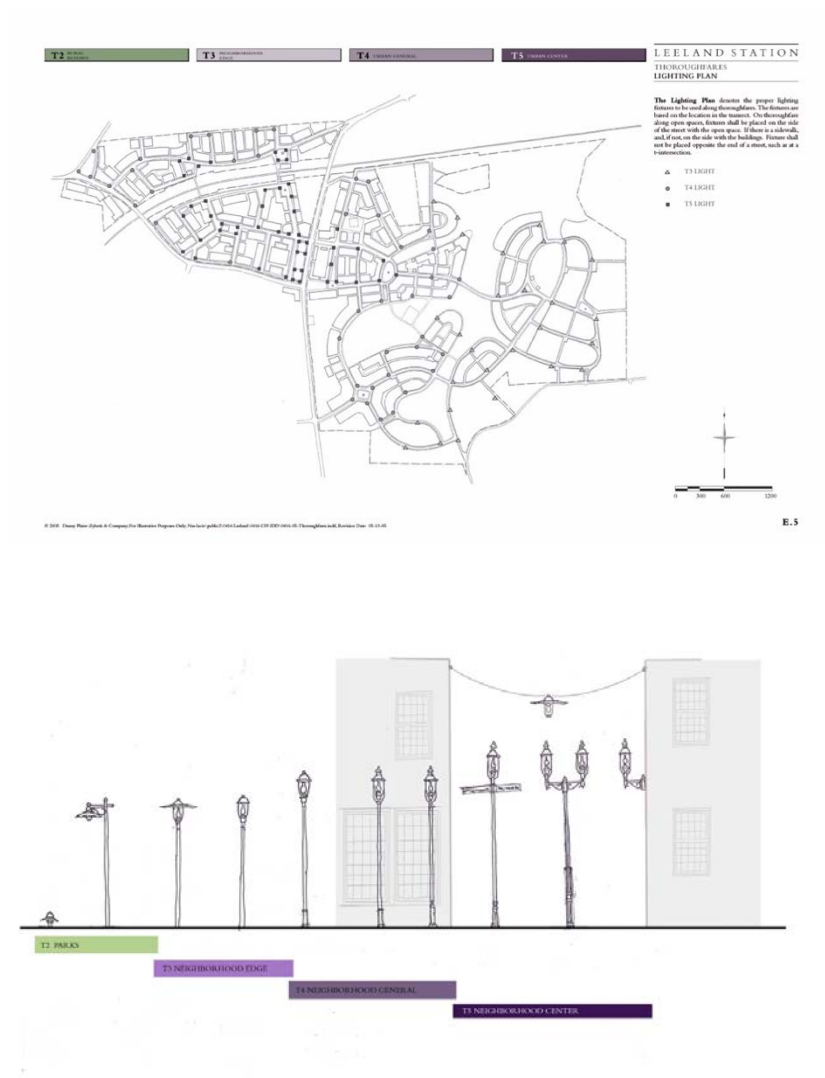 T2
T3
T4 URBAN GENERAL
T5 URBAN CENTER
LEELAND STATION
THOROUGHFARES
LIGHTING PLAN
The Lighting Plan denotes the proper lighting
fixtures to be used along thoroughfares. The fixtures are
based on the location in the transect. On thoroughfare
along open spaces, fixtures shall be placed on the side
of the street with the open space. If there is a sidewalk,
and, if not, on the side with the buildings. Fixture shall
not be placed opposite the end of a street, such as at a
t-intersection.
T3 LIGHT
T4 LIGHT
T5 LIGHT
0 300 600 1200
E.5
T2 PARKS
T3 NEIGHBORHOOD EDGE
T4 NEIGHBORHOOD GENERAL
T5 NEIGHBORHOOD CENTER